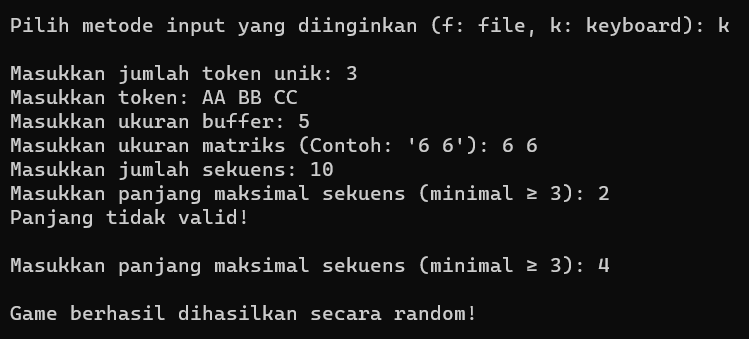 Pilih metode input yang diinginkan (f: file, k: keyboard): k
Masukkan jumlah token unik: 3
Masukkan token: AA BB CC
Masukkan ukuran buffer: 5
Masukkan ukuran matriks (Contoh: '6 6'): 6 6
Masukkan jumlah sekuens: 10
Masukkan panjang maksimal sekuens (minimal ≥ 3): 2
Panjang tidak valid!
Masukkan panjang maksimal sekuens (minimal ≥ 3): 4
Game berhasil dihasilkan secara random!